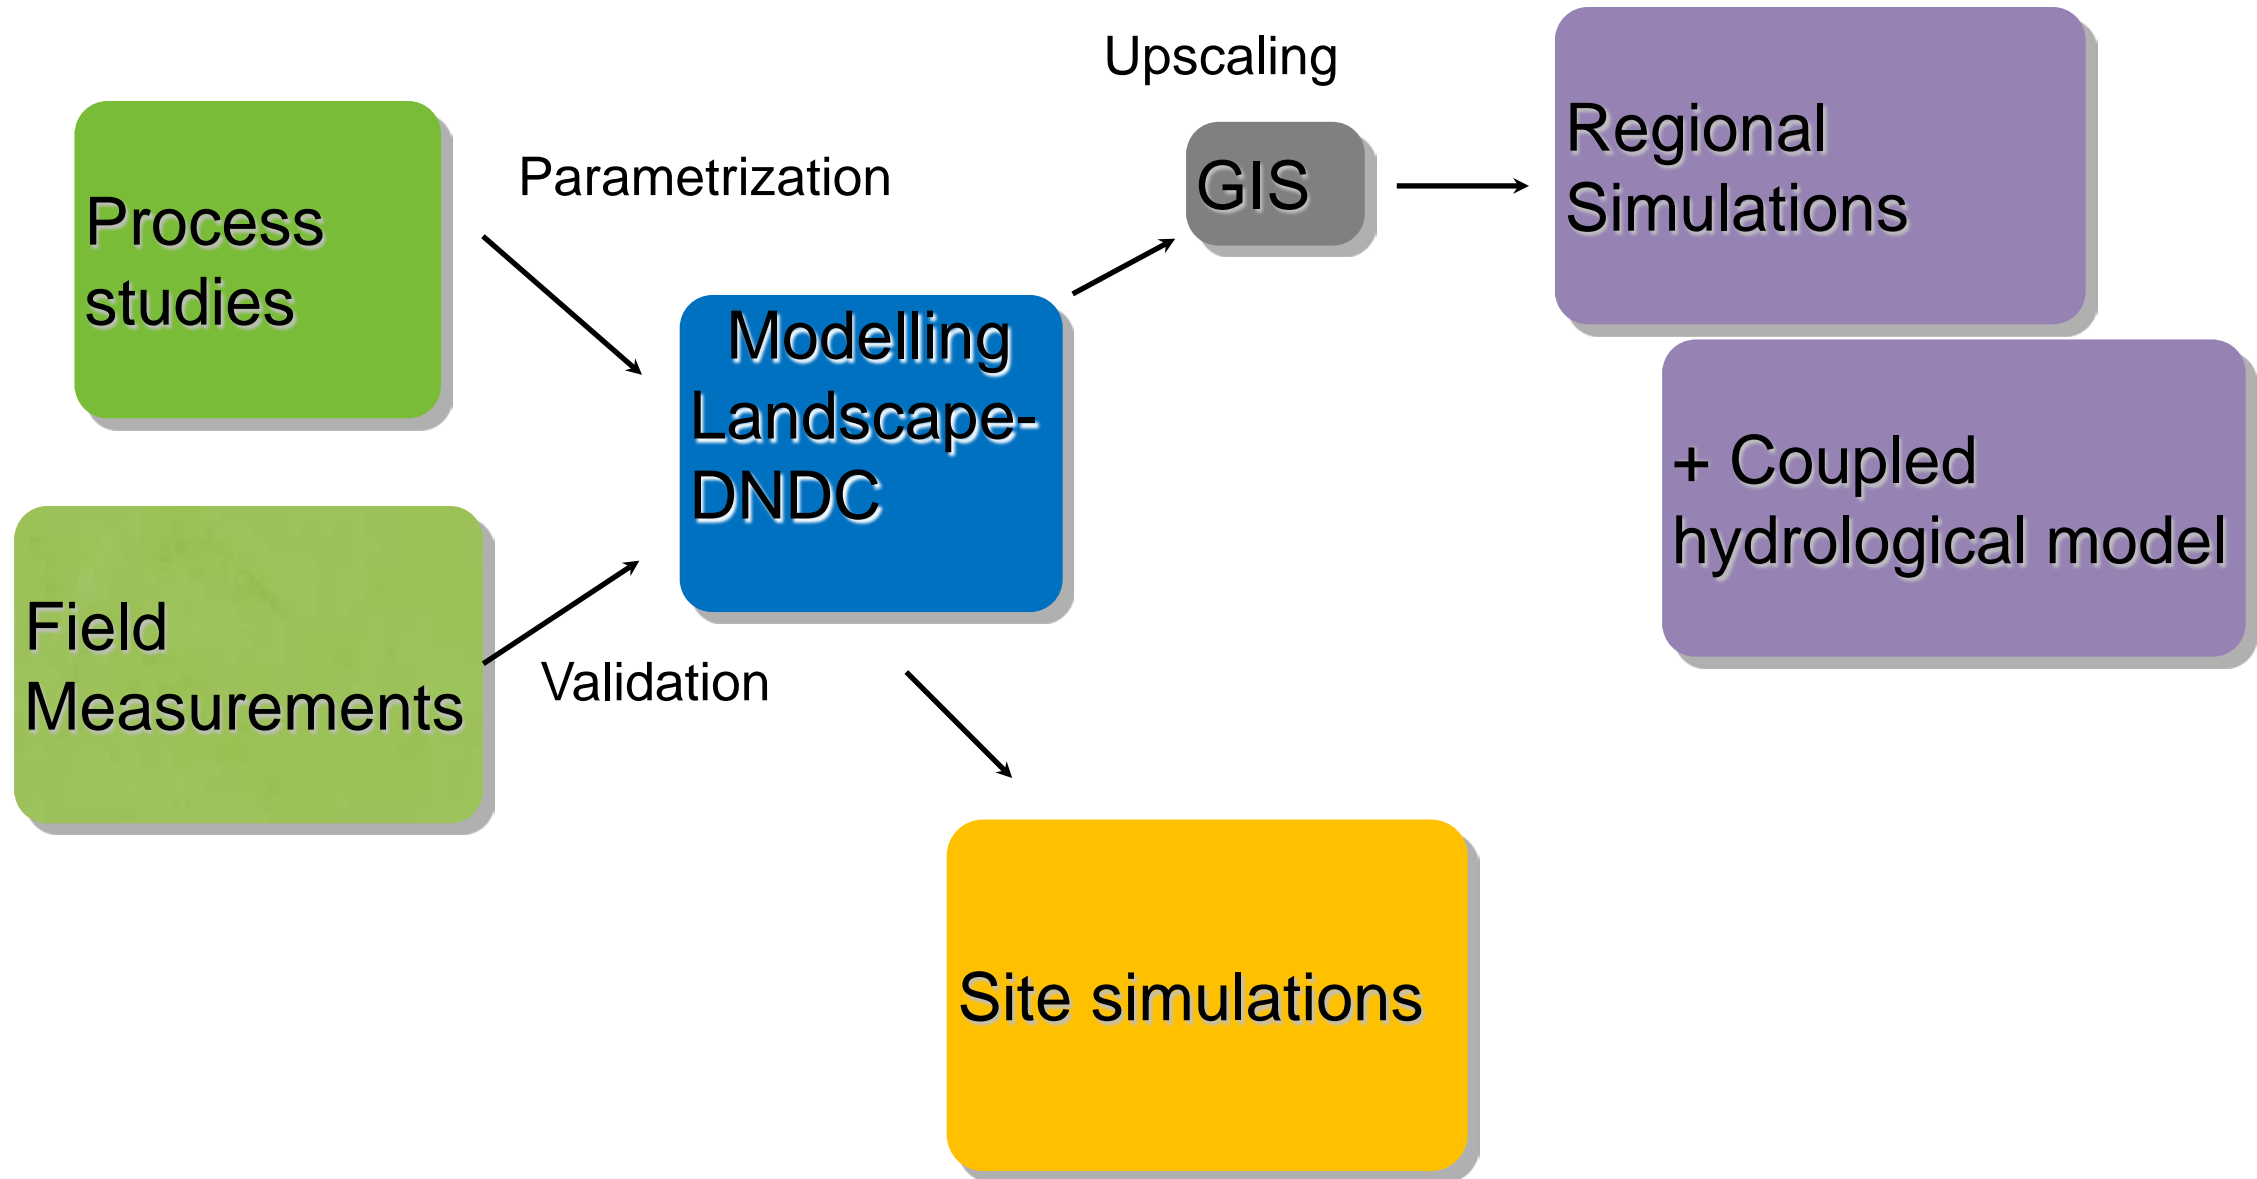 Upscaling
Process
studies
Parametrization
GIS
Regional
Simulations
Modelling
Landscape-
DNDC
+ Coupled
hydrological model
Field
Measurements
Validation
Site simulations